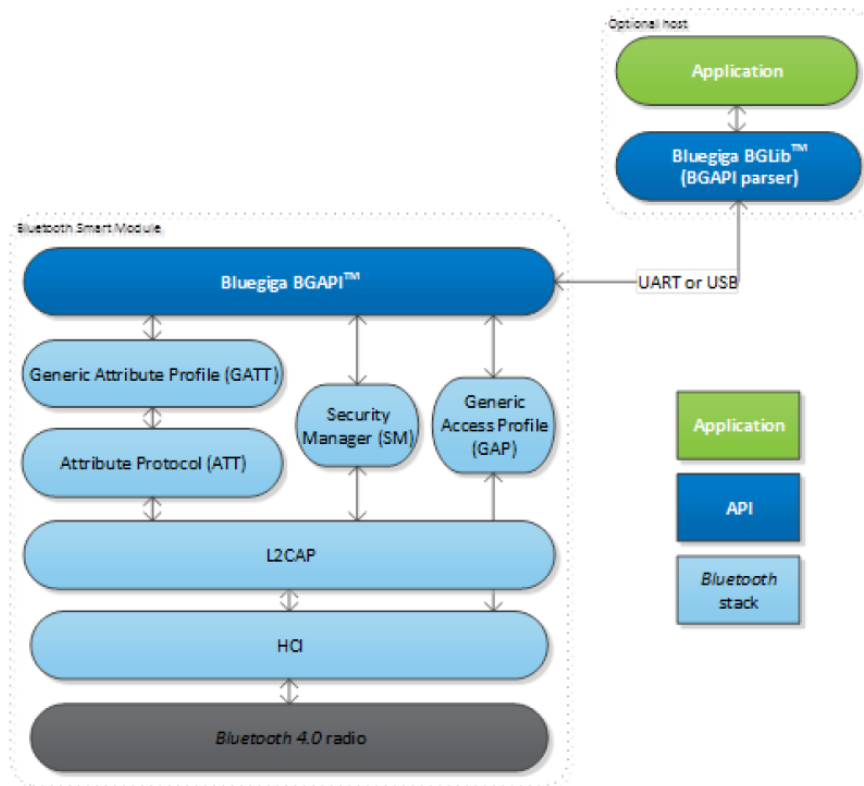 Optional host
Application
Bluegiga BGLib™
(BGAPI parser)
Bluetooth Smart Module
Bluegiga BGAPI™
UART or USB
Generic Attribute Profile (GATT)
Security
Manager (SM)
Generic
Access Profile
(GAP)
Attribute Protocol (ATT)
L2CAP
HCI
Bluetooth 4.0 radio
Application
API
Bluetooth
stack